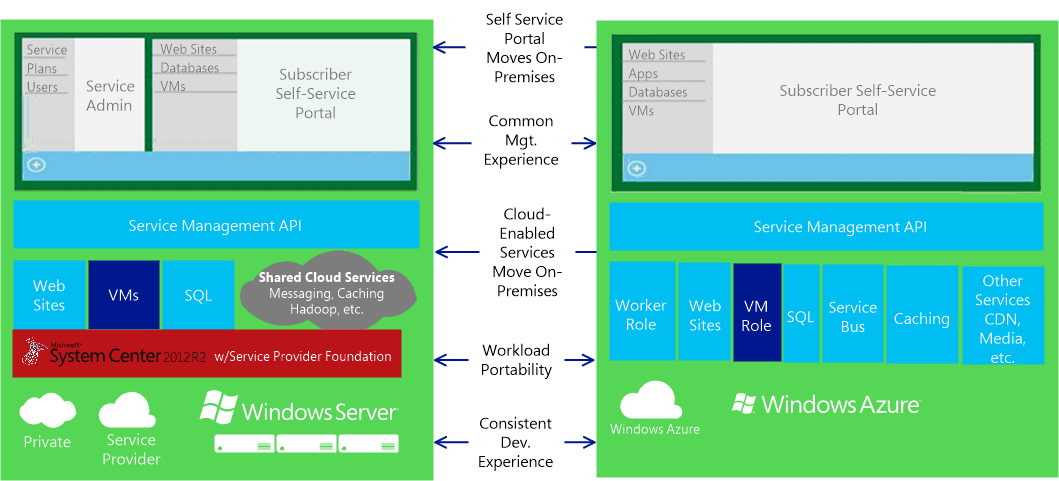 Service
Plans
Users
Service
Admin
Web Sites
Databases
VMs
Subscriber
Self-Service
Portal
Service Management API
Web
Sites
VMs
SQL
Shared Cloud Services
Messaging, Caching
Hadoop, etc.
Microsoft
System Center 2012R2 w/Service Provider Foundation
Private
Service
Provider
Windows Server
Self Service
Portal
Moves On-
Premises
Common
Mgt.
Experience
Cloud-
Enabled
Services
Move On-
Premises
Workload
Portability
Consistent
Dev.
Experience
Web Sites
Apps
Databases
VMs
Subscriber Self-Service
Portal
Service Management API
Worker
Role
Web
Sites
VM
Role
SQL
Service
Bus
Caching
Other
Services
CDN,
Media,
etc.
Windows Azure
Windows Azure